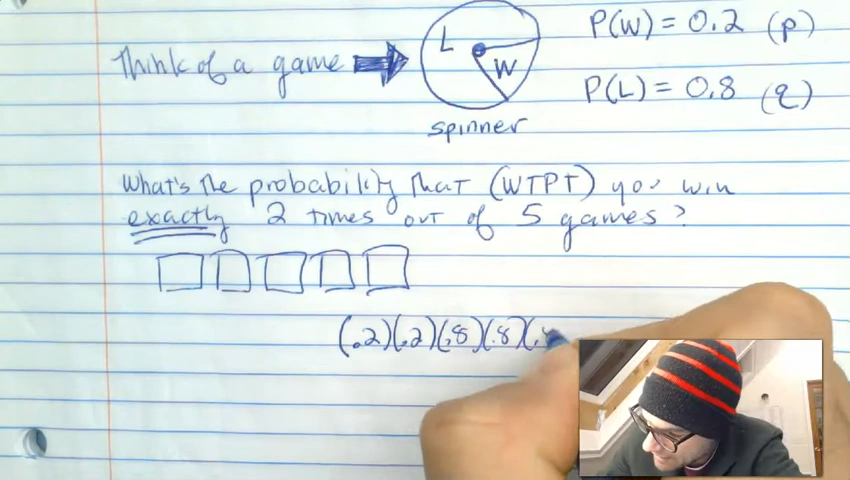 Think of a game
L
W
spinner
P(W) = 0.2 (p)
P(L) = 0.8 (q)
What's the probability that (WTPT) you win
exactly 2 times out of 5 games?
(.2)(.2)(.8)(.8)(.